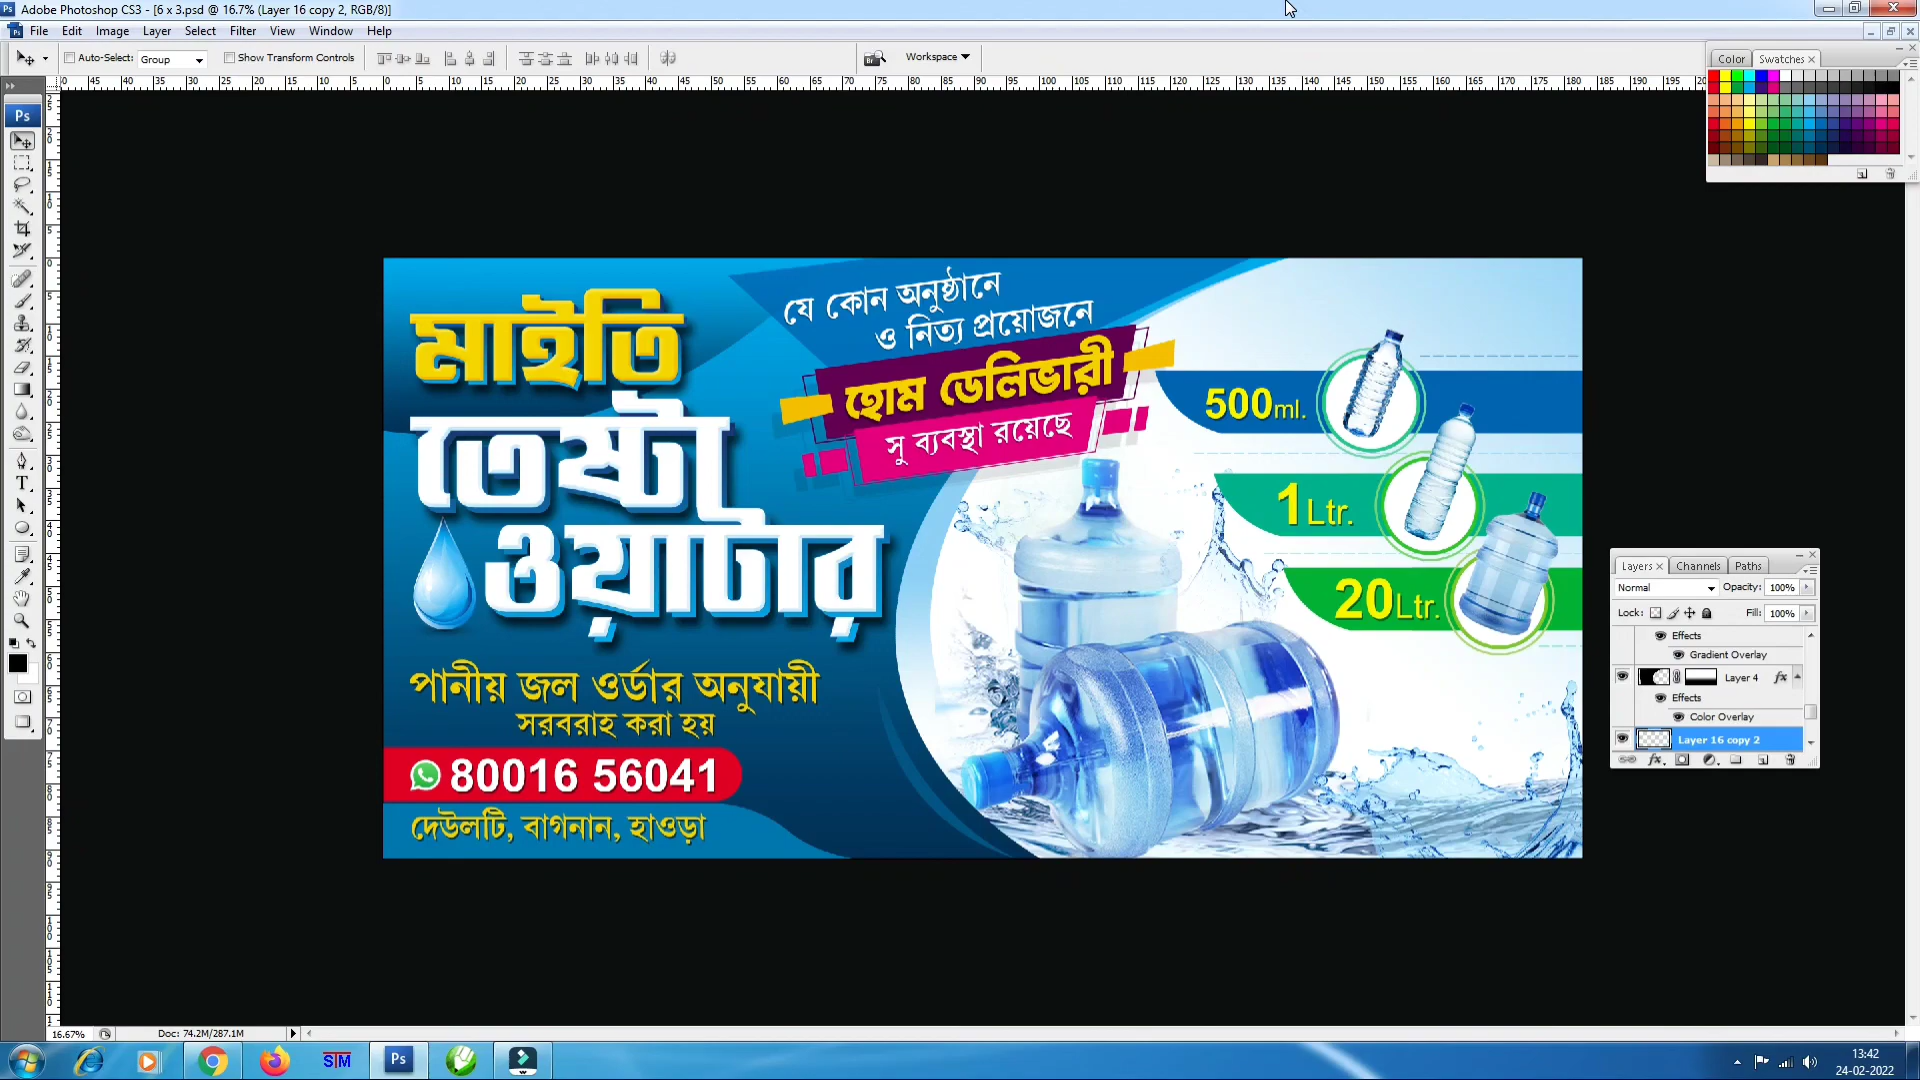 Adobe Photoshop CS3 - [6 x 3.psd @ 16.7% (Layer 16 copy 2, RGB/8)]
File Edit Image Layer Select Filter View Window Help
Auto-Select: Group Show Transform Controls Workspace
Color Swatches
মাইতি
তেষ্টা
ওয়াটার
পানীয় জল ওর্ডার অনুযায়ী
সরবরাহ করা হয়
80016 56041
দেউলটি, বাগনান, হাওড়া
যে কোন অনুষ্ঠানে
ও নিত্য প্রয়োজনে
হোম ডেলিভারী
সু ব্যবস্থা রয়েছে
500ml.
1Ltr.
20Ltr.
Layers Channels Paths
Normal Opacity: 100%
Lock: Fill: 100%
Effects
Gradient Overlay
Layer 4 fx
Effects
Color Overlay
Layer 16 copy 2
16.67% Doc: 74.2M/287.1M
STM Ps
13:42
24-02-2022